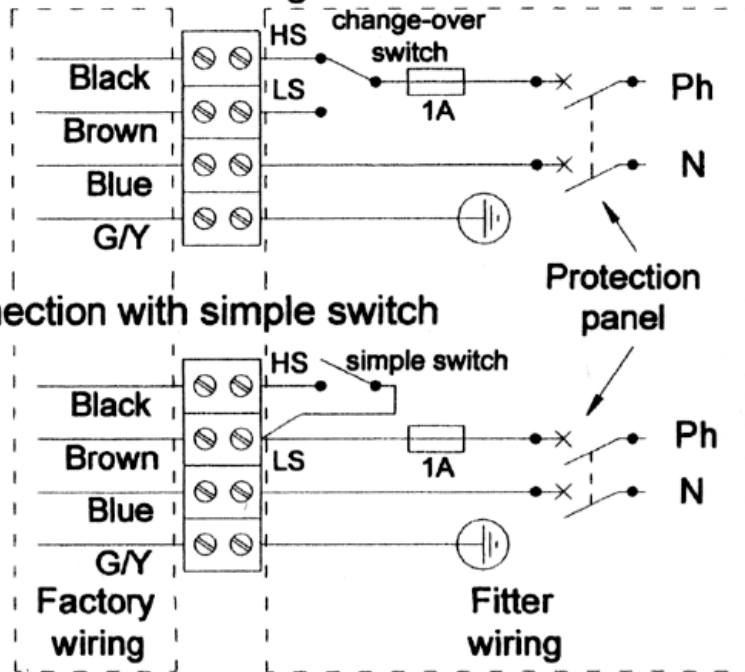 HS
change-over
switch
Black
LS
1A
Ph
Brown
Blue
N
G/Y
Protection
panel
with simple switch
HS
simple switch
Black
Brown
LS
1A
Ph
Blue
N
G/Y
Factory
wiring
Fitter
wiring